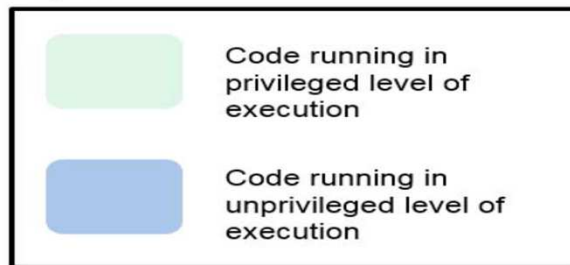 Code running in
privileged level of
execution
Code running in
unprivileged level of
execution